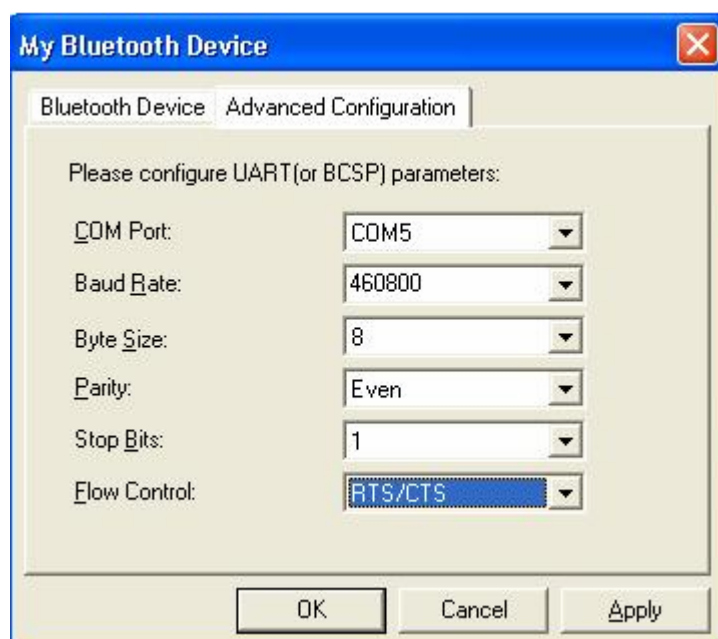 My Bluetooth Device
Bluetooth Device
Advanced Configuration
Please configure UART(or BCSP) parameters:
COM Port: COM5
Baud Rate: 460800
Byte Size: 8
Parity: Even
Stop Bits: 1
Flow Control: RTS/CTS
OK
Cancel
Apply